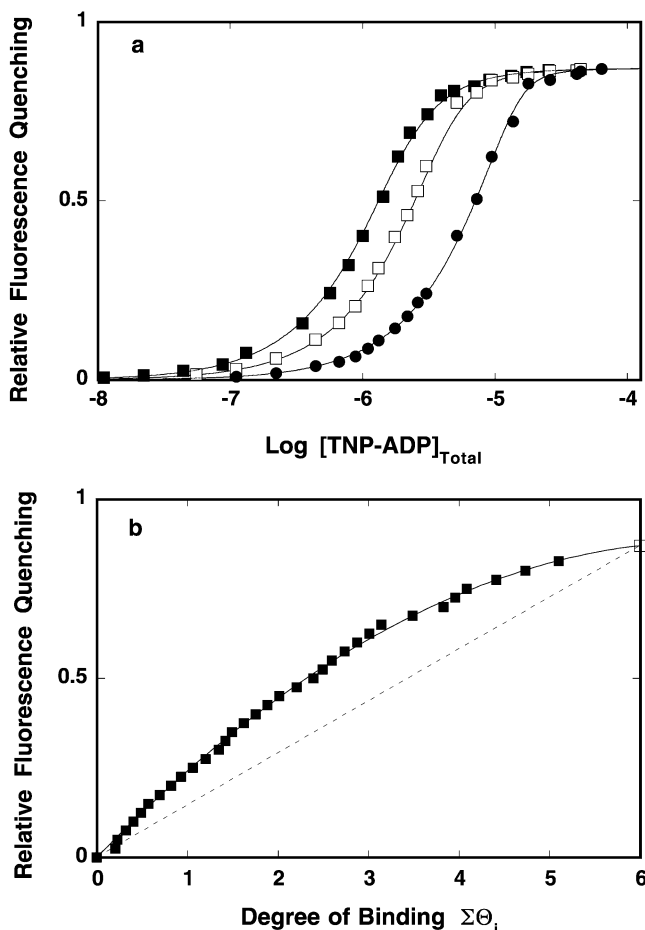 1
a
Relative Fluorescence Quenching
0.5
0
-8 -7 -6 -5 -4
Log [TNP-ADP]Total
1
b
Relative Fluorescence Quenching
0.5
0
0 1 2 3 4 5 6
Degree of Binding ΣΘi